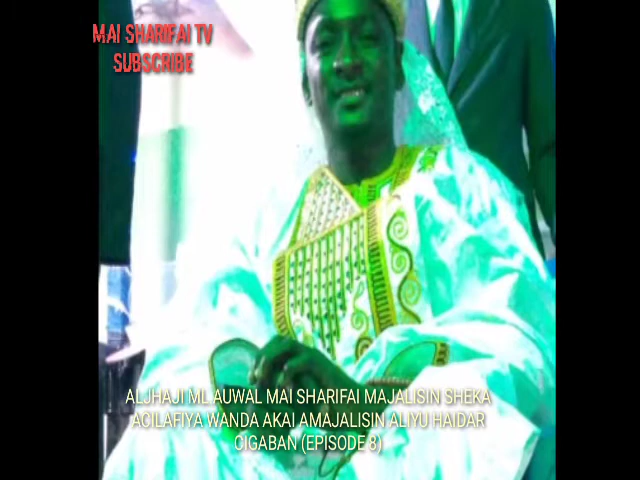 MAI SHARIFAI TV
SUBSCRIBE
ALJHAJI ML AUWAL MAI SHARIFAI MAJALISIN SHEKA
ACILAFIYA WANDA AKAI AMAJALISIN ALIYU HAIDAR
CIGABAN (EPISODE 8)